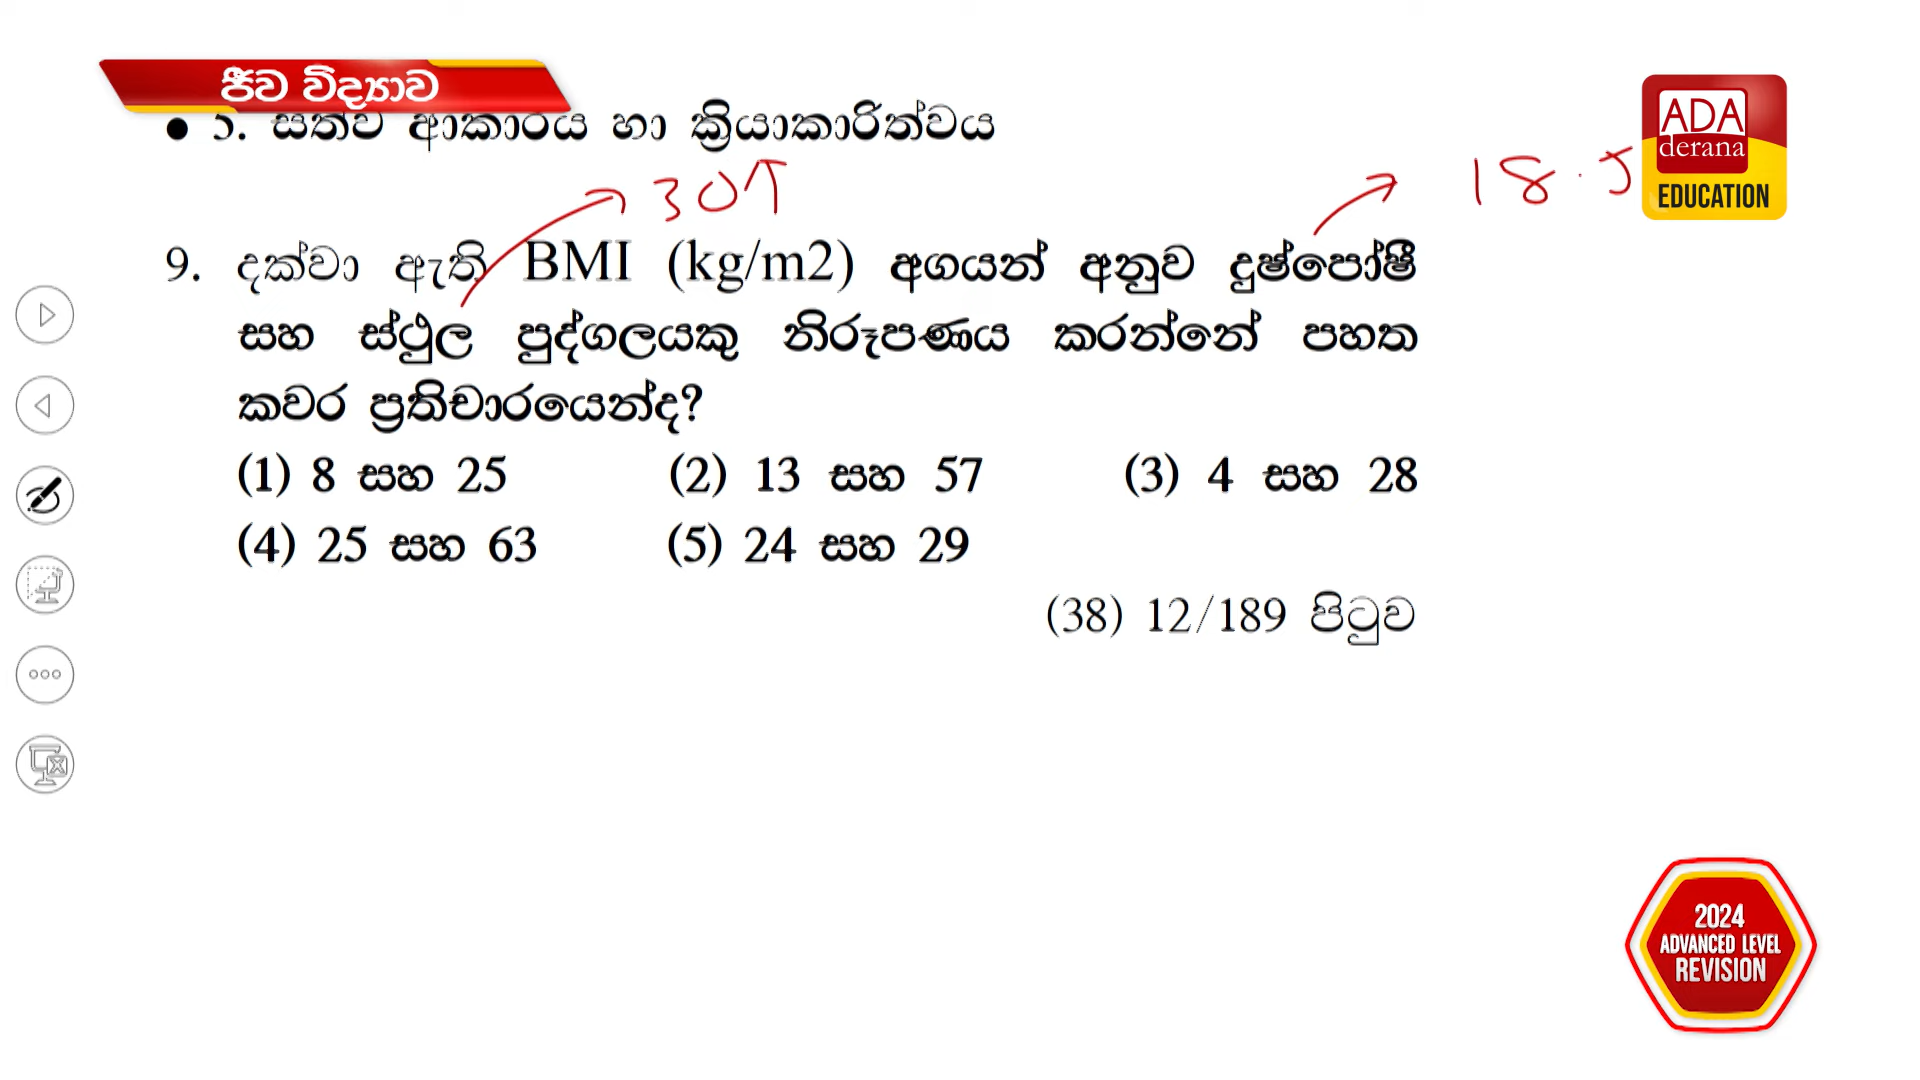 ජීව විද්‍යාව
• 5. සත්ව ආකාරය හා ක්‍රියාකාරිත්වය
ADA
derana
EDUCATION
30↑
18.5
9. දක්වා ඇති BMI (kg/m2) අගයන් අනුව දුෂ්පෝෂී
සහ ස්ථුල පුද්ගලයකු නිරූපණය කරන්නේ පහත
කවර ප්‍රතිචාරයෙන්ද?
(1) 8 සහ 25 (2) 13 සහ 57 (3) 4 සහ 28
(4) 25 සහ 63 (5) 24 සහ 29
(38) 12/189 පිටුව
2024
ADVANCED LEVEL
REVISION